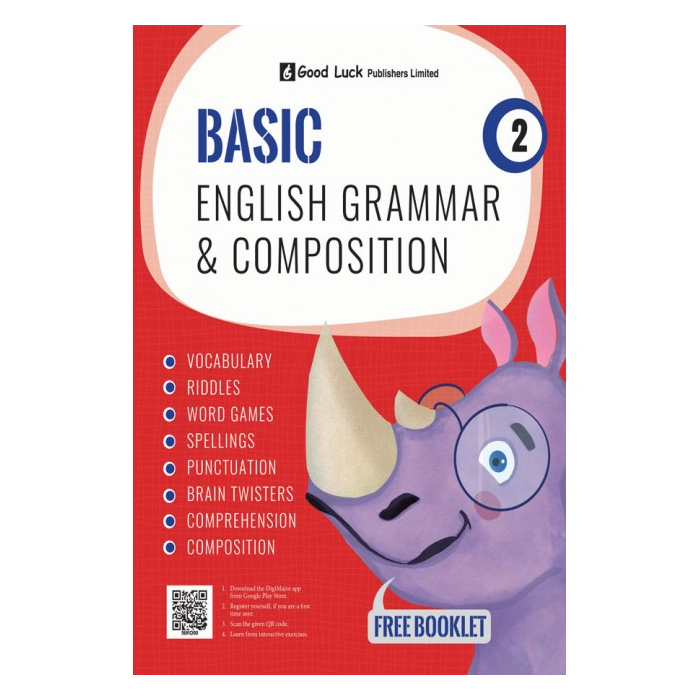 Good Luck Publishers Limited
BASIC
2
ENGLISH GRAMMAR
& COMPOSITION
VOCABULARY
RIDDLES
WORD GAMES
SPELLINGS
PUNCTUATION
BRAIN TWISTERS
COMPREHENSION
COMPOSITION
1. Download the DigiMajor app
from Google Play Store.
2. Register yourself, if you are a first
time user.
3. Scan the given QR code.
4. Learn from interactive exercises.
FREE BOOKLET